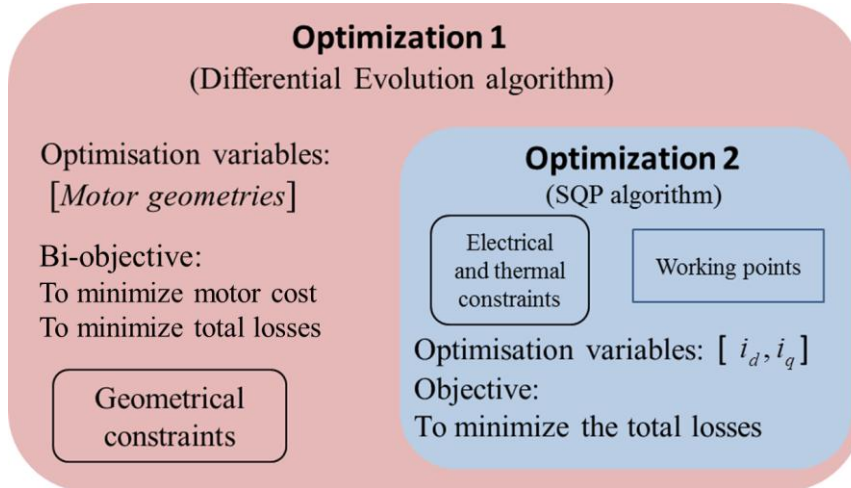 Optimization 1
(Differential Evolution algorithm)
Optimisation variables:
[Motor geometries]
Bi-objective:
To minimize motor cost
To minimize total losses
Geometrical
constraints
Optimization 2
(SQP algorithm)
Electrical
and thermal
constraints
Working points
Optimisation variables: [ i_d, i_q ]
Objective:
To minimize the total losses